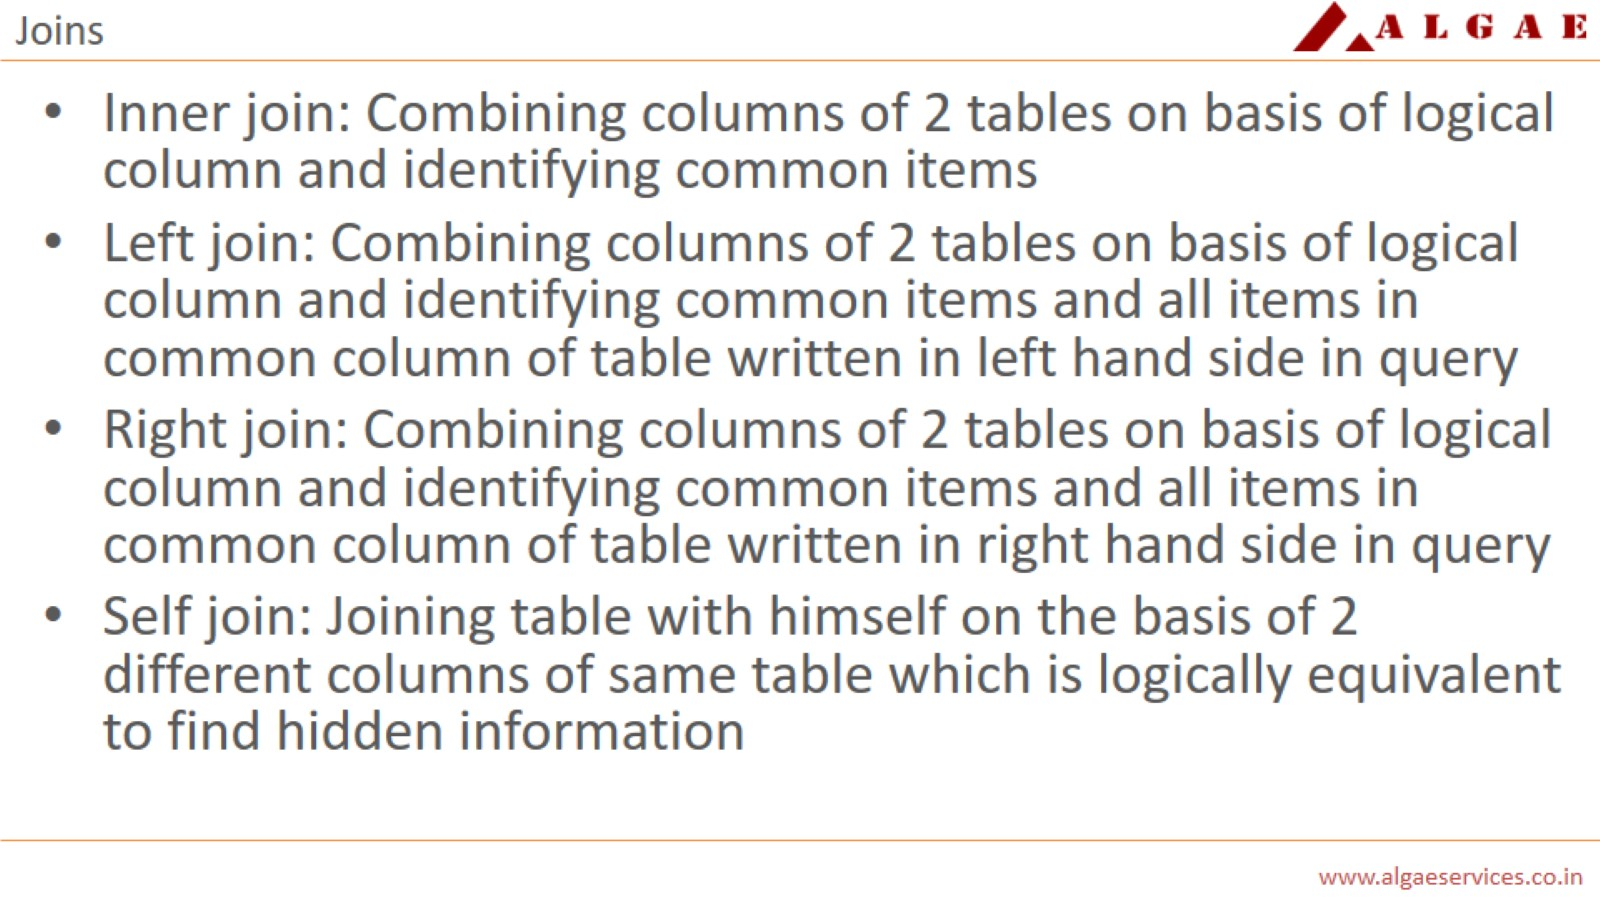 Joins
ALGAE
• Inner join: Combining columns of 2 tables on basis of logical
column and identifying common items
• Left join: Combining columns of 2 tables on basis of logical
column and identifying common items and all items in
common column of table written in left hand side in query
• Right join: Combining columns of 2 tables on basis of logical
column and identifying common items and all items in
common column of table written in right hand side in query
• Self join: Joining table with himself on the basis of 2
different columns of same table which is logically equivalent
to find hidden information
www.algaeservices.co.in